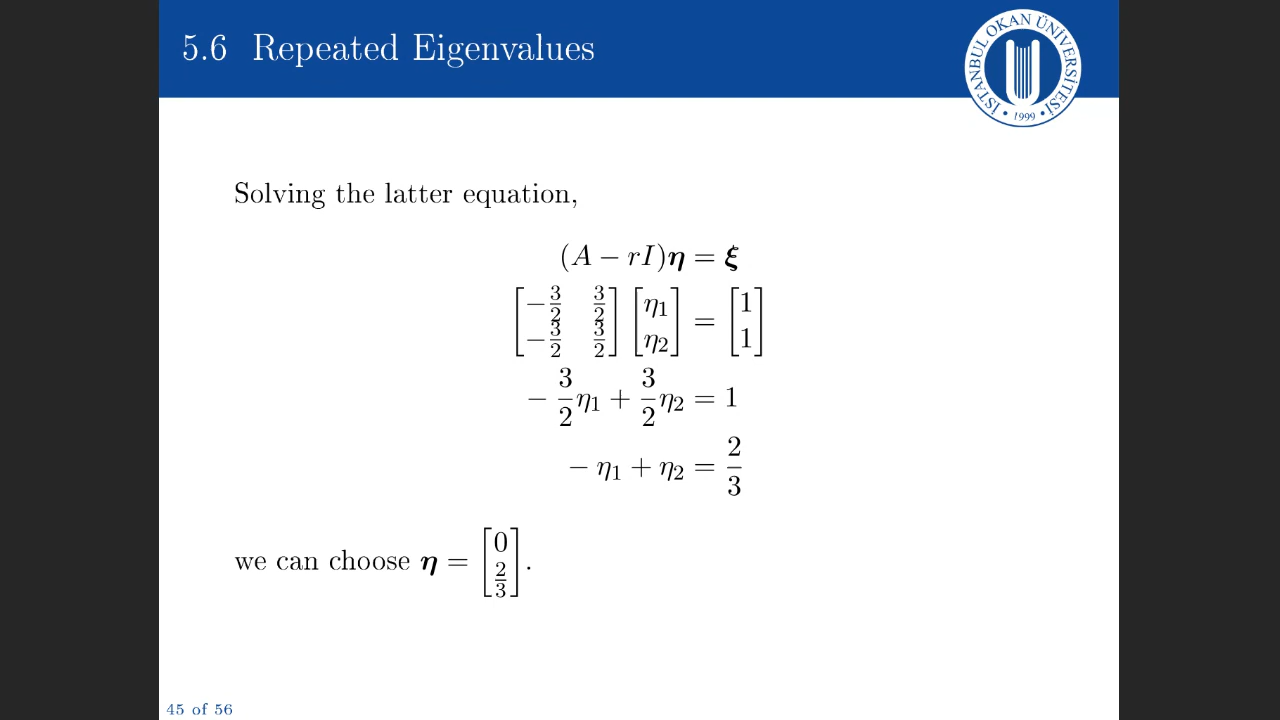 5.6 Repeated Eigenvalues
İSTANBUL OKAN ÜNİVERSİTESİ
• 1999 •
Solving the latter equation,
(A − rI)η = ξ
[−3/2 3/2; −3/2 3/2] [η₁; η₂] = [1; 1]
− 3/2 η₁ + 3/2 η₂ = 1
− η₁ + η₂ = 2/3
we can choose η = [0; 2/3].
45 of 56